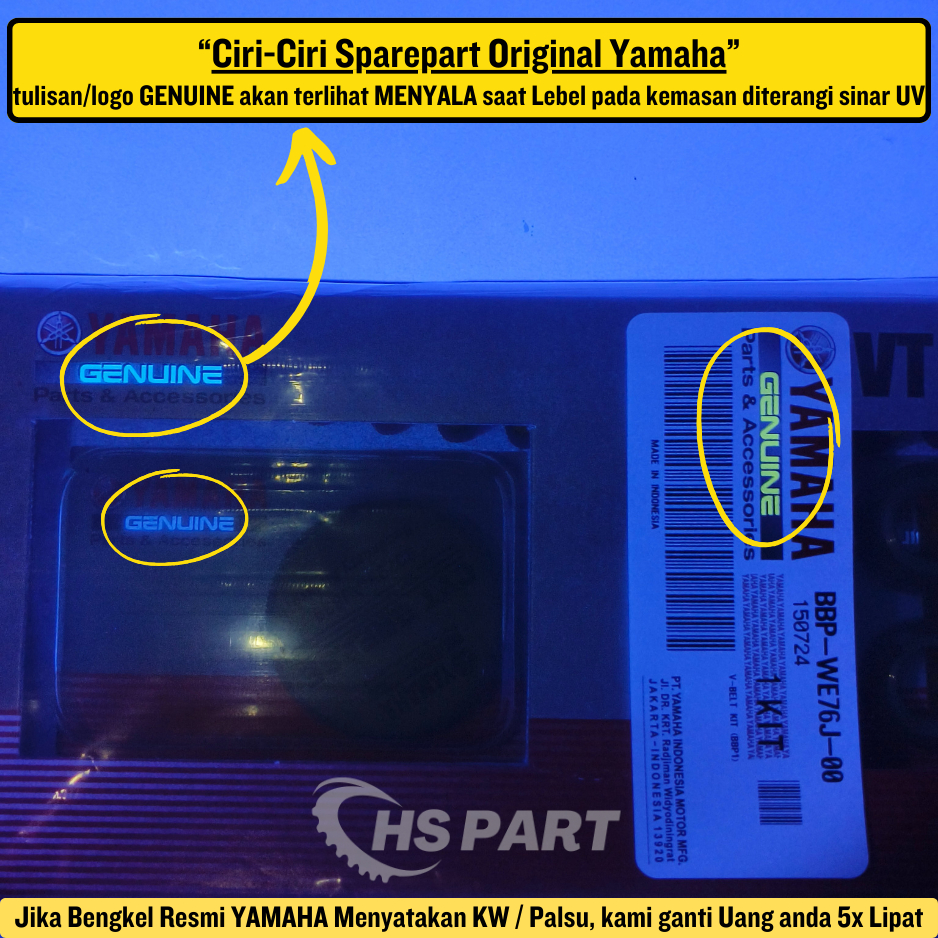 “Ciri-Ciri Sparepart Original Yamaha”
tulisan/logo GENUINE akan terlihat MENYALA saat Lebel pada kemasan diterangi sinar UV
YAMAHA
GENUINE
Parts & Accessories
GENUINE
VT
YAMAHA
GENUINE
Parts & Accessories
MADE IN INDONESIA
BBP-WE76J-00
150724
1 KIT
V-BELT KIT (BBP1)
PT. YAMAHA INDONESIA MOTOR MFG.
Jl. DR. KRT. Radjiman Widyodiningrat
JAKARTA-INDONESIA 13920
HS PART
Jika Bengkel Resmi YAMAHA Menyatakan KW / Palsu, kami ganti Uang anda 5x Lipat